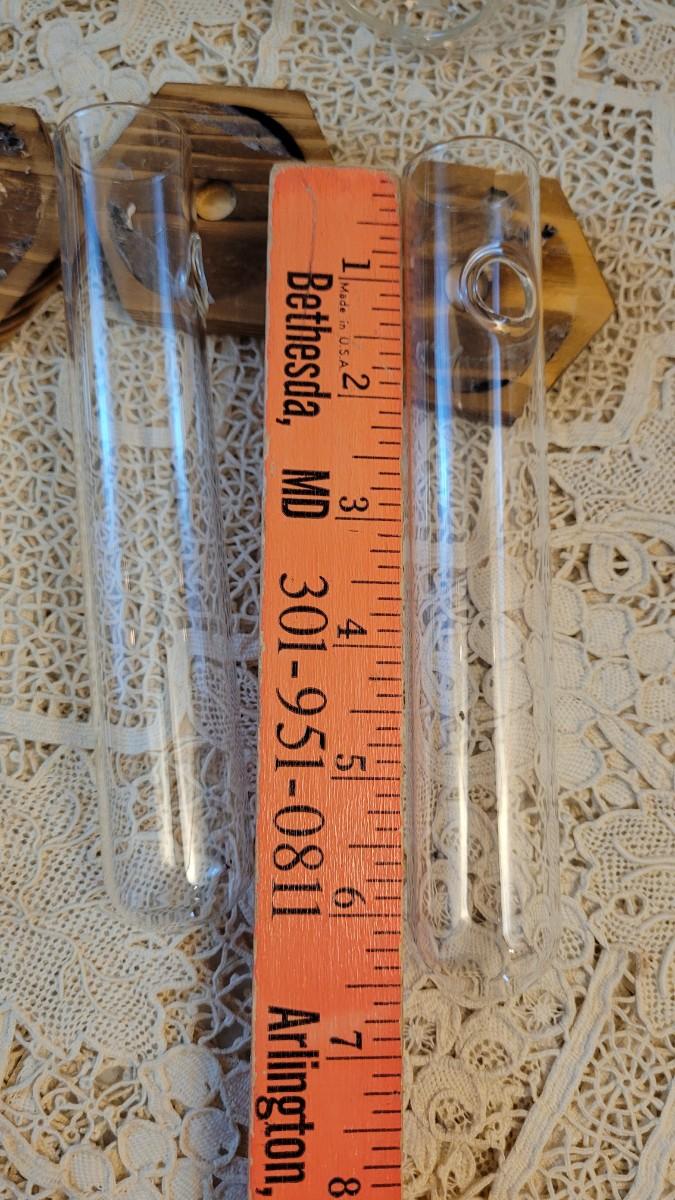 Bethesda, MD 301-951-0811 Arlington,
Made in U.S.A.
1 2 3 4 5 6 7 8